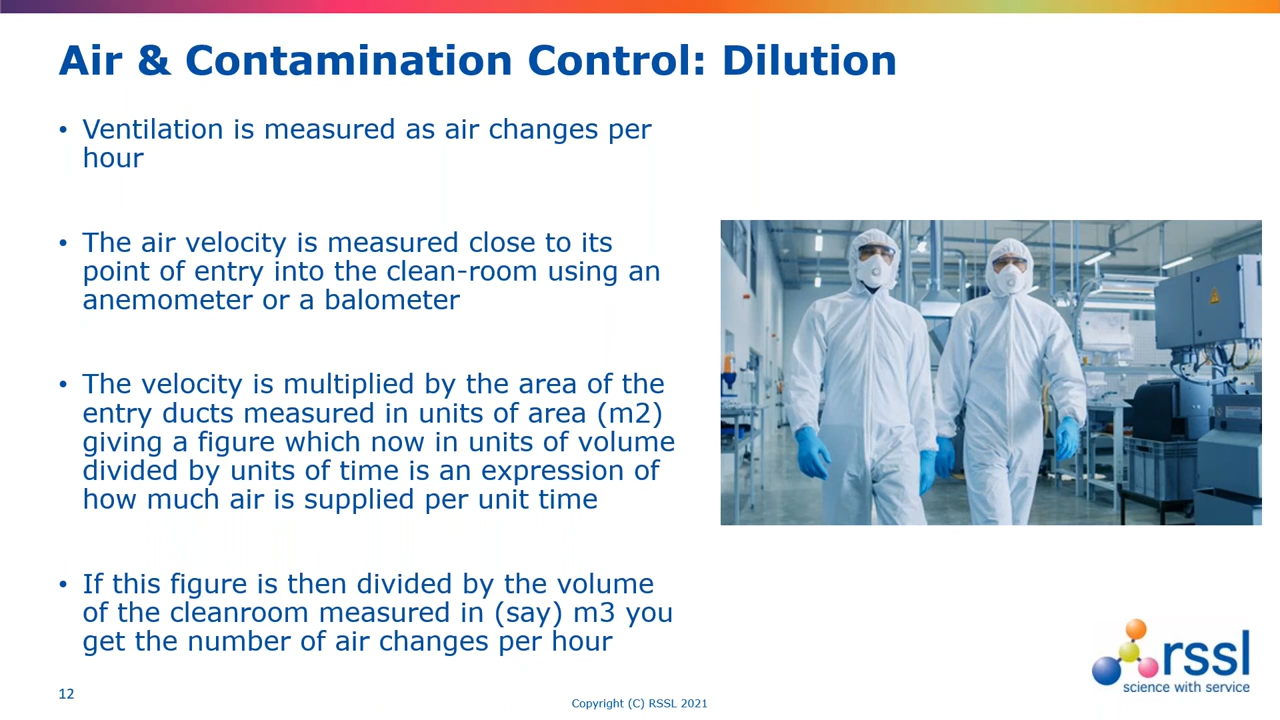 Air & Contamination Control: Dilution
• Ventilation is measured as air changes per
hour
• The air velocity is measured close to its
point of entry into the clean-room using an
anemometer or a balometer
• The velocity is multiplied by the area of the
entry ducts measured in units of area (m2)
giving a figure which now in units of volume
divided by units of time is an expression of
how much air is supplied per unit time
• If this figure is then divided by the volume
of the cleanroom measured in (say) m3 you
get the number of air changes per hour
rssl
science with service
12
Copyright (C) RSSL 2021